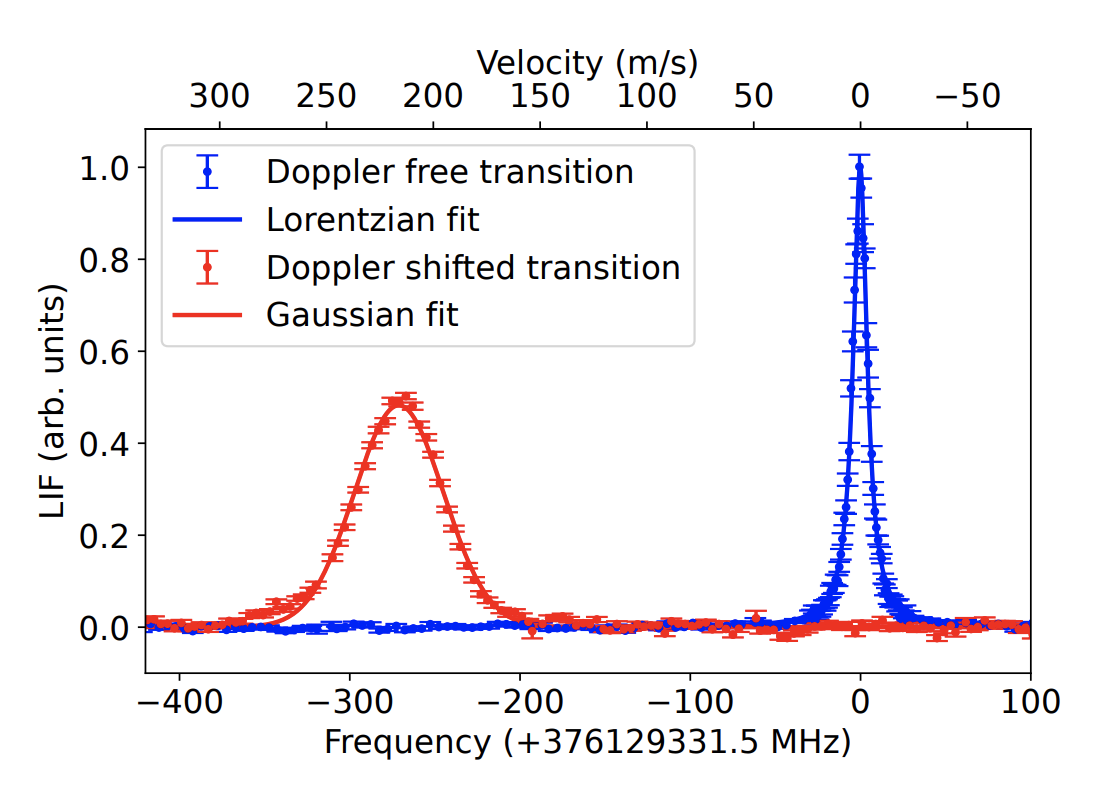 Velocity (m/s)
300 250 200 150 100 50 0 −50
Doppler free transition
Lorentzian fit
Doppler shifted transition
Gaussian fit
LIF (arb. units)
1.0
0.8
0.6
0.4
0.2
0.0
−400 −300 −200 −100 0 100
Frequency (+376129331.5 MHz)